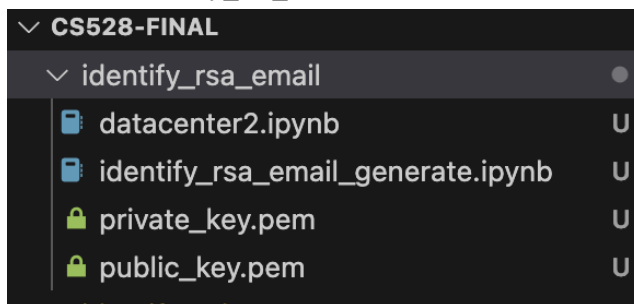 CS528-FINAL
identify_rsa_email
datacenter2.ipynb U
identify_rsa_email_generate.ipynb U
private_key.pem U
public_key.pem U